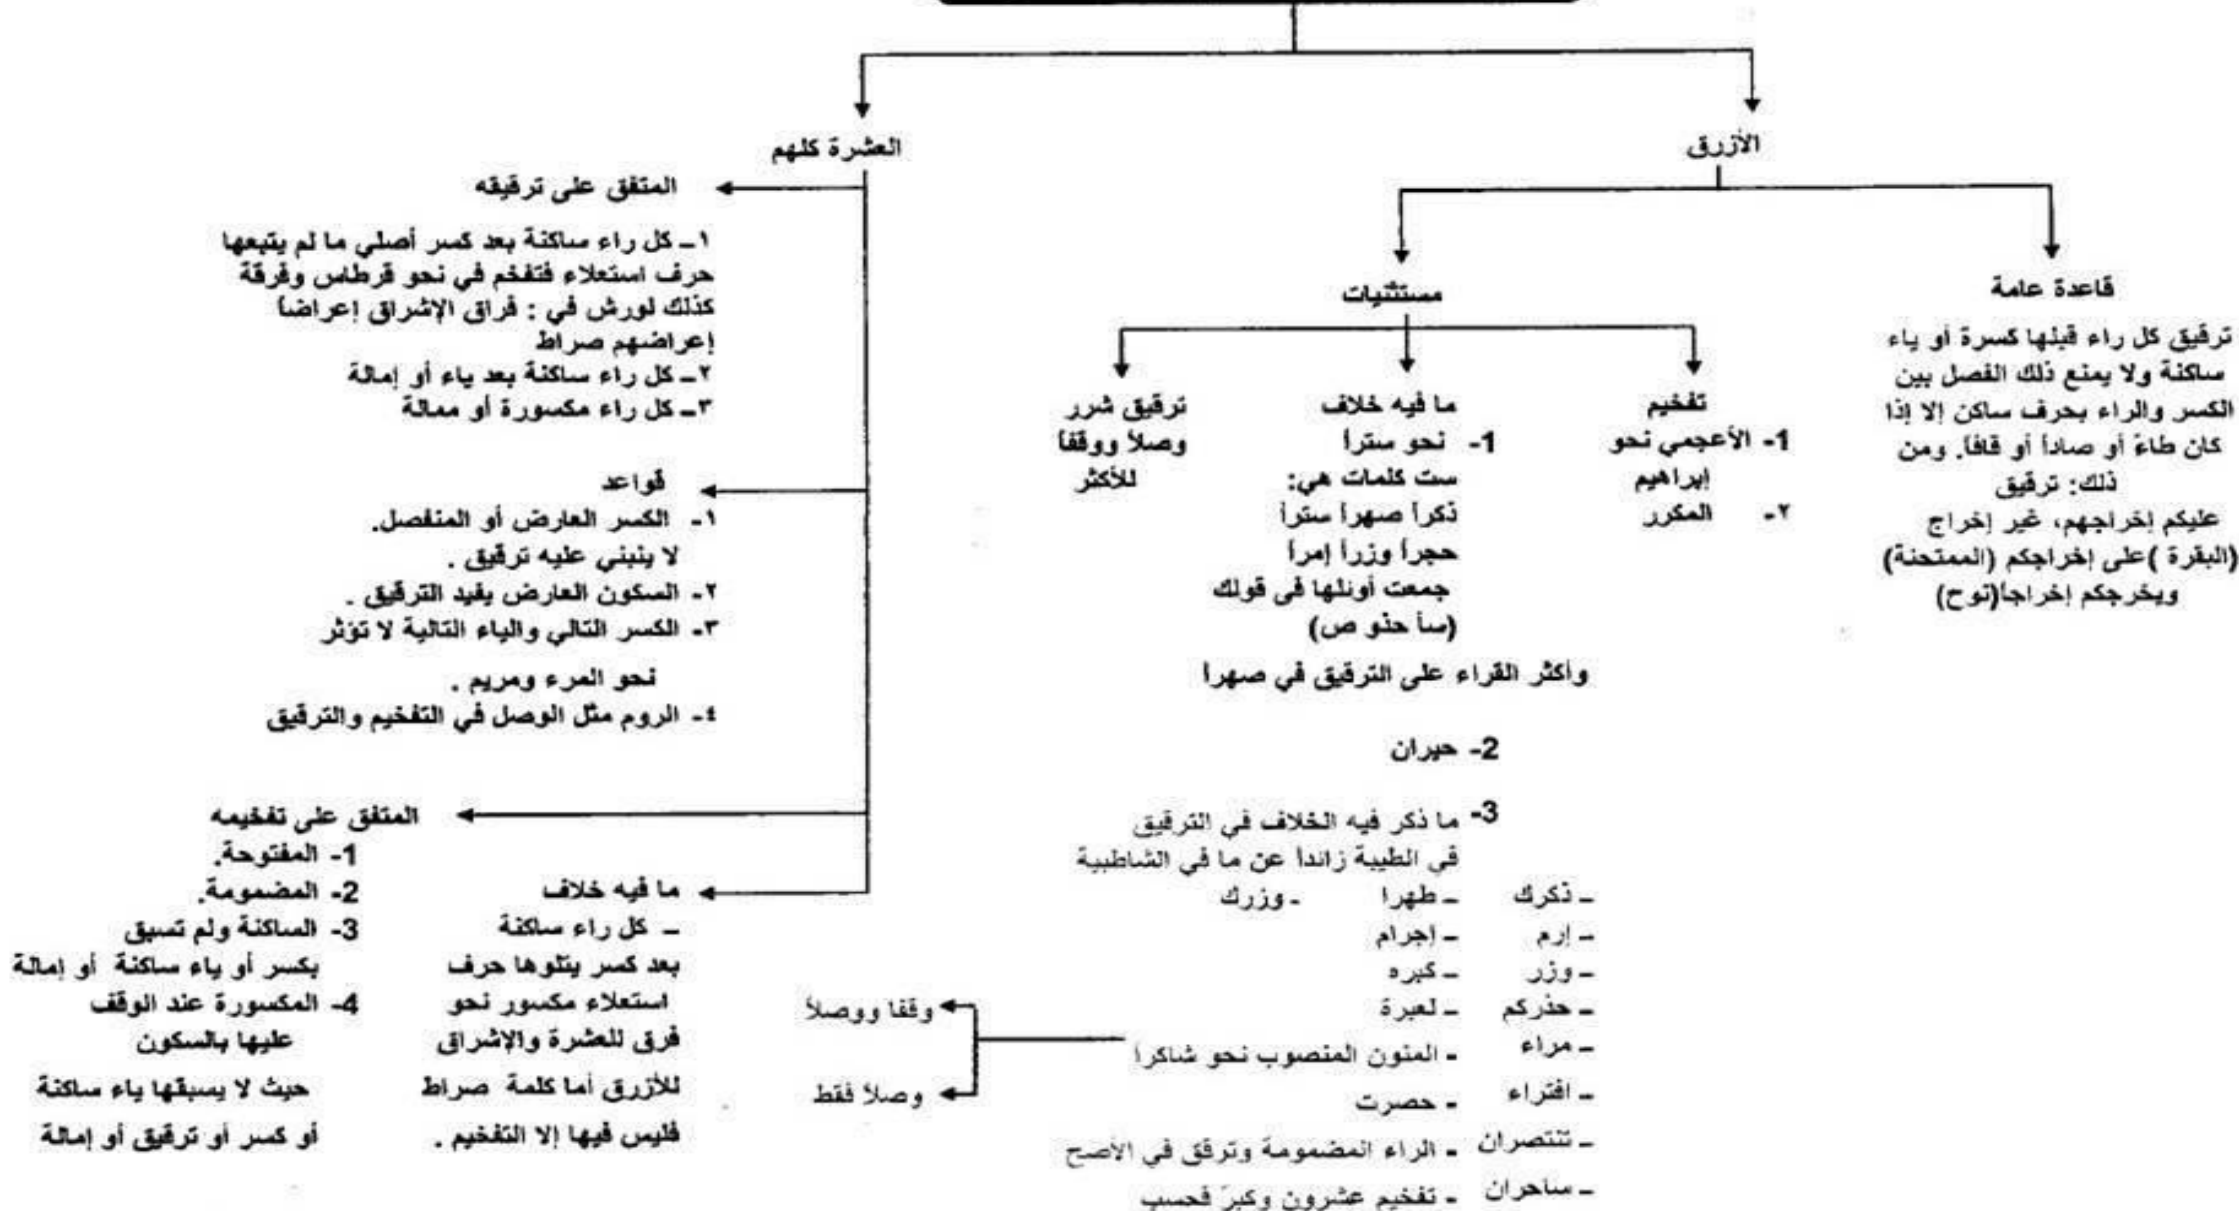 الأزرق
قاعدة عامة
ترقيق كل راء قبلها كسرة أو ياء
ساكنة ولا يمنع ذلك الفصل بين
الكسر والراء بحرف ساكن إلا إذا
كان طاءً أو صاداً أو قافاً. ومن
ذلك: ترقيق
عليكم إخراجهم، غير إخراج
(البقرة )على إخراجكم (الممتحنة)
ويخرجكم إخراجاً(نوح)
مستثنيات
تفخيم
1- الأعجمي نحو
إبراهيم
٢- المكرر
ما فيه خلاف
1- نحو ستراً
ست كلمات هي:
ذكراً صهراً ستراً
حجراً وزراً إمراً
جمعت أوئلها في قولك
(سأ حذو ص)
وأكثر القراء على الترقيق في صهراً
2- حيران
3- ما ذكر فيه الخلاف في الترقيق
في الطيبة زائداً عن ما في الشاطبية
ـ ذكرك ـ طهرا ـ وزرك
ـ إرم ـ إجرام
ـ وزر ـ كبره
ـ حذركم ـ لعبرة
ـ مراء ـ المنون المنصوب نحو شاكراً
وقفا ووصلاً
وصلاً فقط
ـ افتراء ـ حصرت
ـ تنتصران ـ الراء المضمومة وترقق في الأصح
ـ ساحران ـ تفخيم عشرون وكبرٌ فحسب
ترقيق شرر
وصلاً ووقفاً
للأكثر
العشرة كلهم
المتفق على ترقيقه
١ـ كل راء ساكنة بعد كسر أصلي ما لم يتبعها
حرف استعلاء فتفخم في نحو قرطاس وفرقة
كذلك لورش في : فراق الإشراق إعراضاً
إعراضهم صراط
٢ـ كل راء ساكنة بعد ياء أو إمالة
٣ـ كل راء مكسورة أو ممالة
قواعد
١- الكسر العارض أو المنفصل.
لا ينبني عليه ترقيق .
٢- السكون العارض يفيد الترقيق .
٣- الكسر التالي والياء التالية لا تؤثر
نحو المرء ومريم .
٤- الروم مثل الوصل في التفخيم والترقيق
المتفق على تفخيمه
1- المفتوحة.
2- المضمومة.
3- الساكنة ولم تسبق
بكسر أو ياء ساكنة أو إمالة
4- المكسورة عند الوقف
عليها بالسكون
حيث لا يسبقها ياء ساكنة
أو كسر أو ترقيق أو إمالة
ما فيه خلاف
ـ كل راء ساكنة
بعد كسر يتلوها حرف
استعلاء مكسور نحو
فرق للعشرة والإشراق
للأزرق أما كلمة صراط
فليس فيها إلا التفخيم .